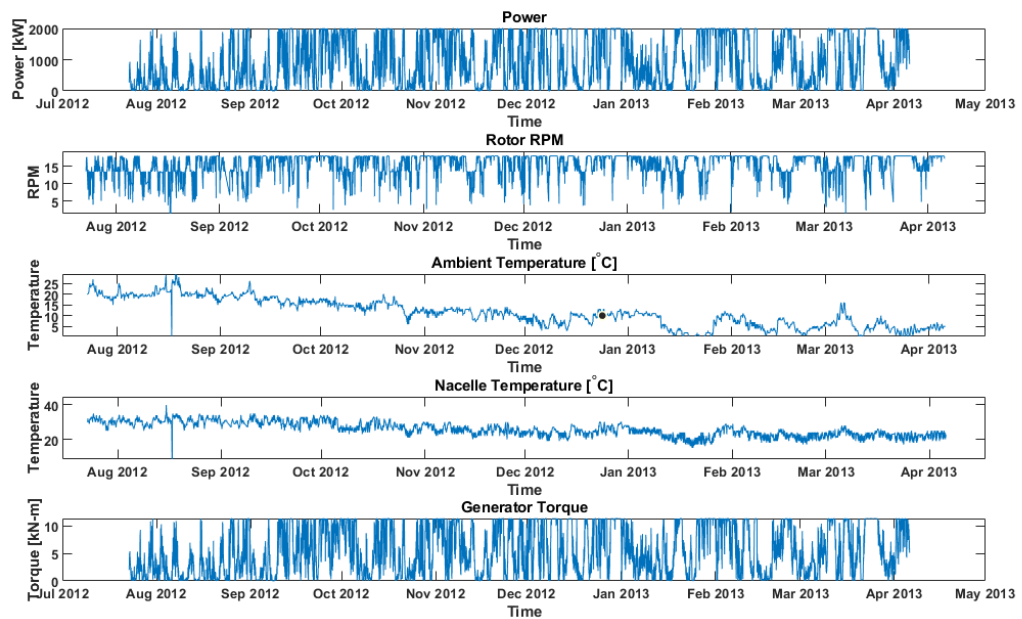 Power
Power [kW]
2000
1000
0
Jul 2012 Aug 2012 Sep 2012 Oct 2012 Nov 2012 Dec 2012 Jan 2013 Feb 2013 Mar 2013 Apr 2013 May 2013
Time
Rotor RPM
RPM
15
10
5
Aug 2012 Sep 2012 Oct 2012 Nov 2012 Dec 2012 Jan 2013 Feb 2013 Mar 2013 Apr 2013
Time
Ambient Temperature [°C]
Temperature
25
20
15
10
5
Aug 2012 Sep 2012 Oct 2012 Nov 2012 Dec 2012 Jan 2013 Feb 2013 Mar 2013 Apr 2013
Time
Nacelle Temperature [°C]
Temperature
40
20
Aug 2012 Sep 2012 Oct 2012 Nov 2012 Dec 2012 Jan 2013 Feb 2013 Mar 2013 Apr 2013
Time
Generator Torque
Torque [kN-m]
10
5
0
Jul 2012 Aug 2012 Sep 2012 Oct 2012 Nov 2012 Dec 2012 Jan 2013 Feb 2013 Mar 2013 Apr 2013 May 2013
Time